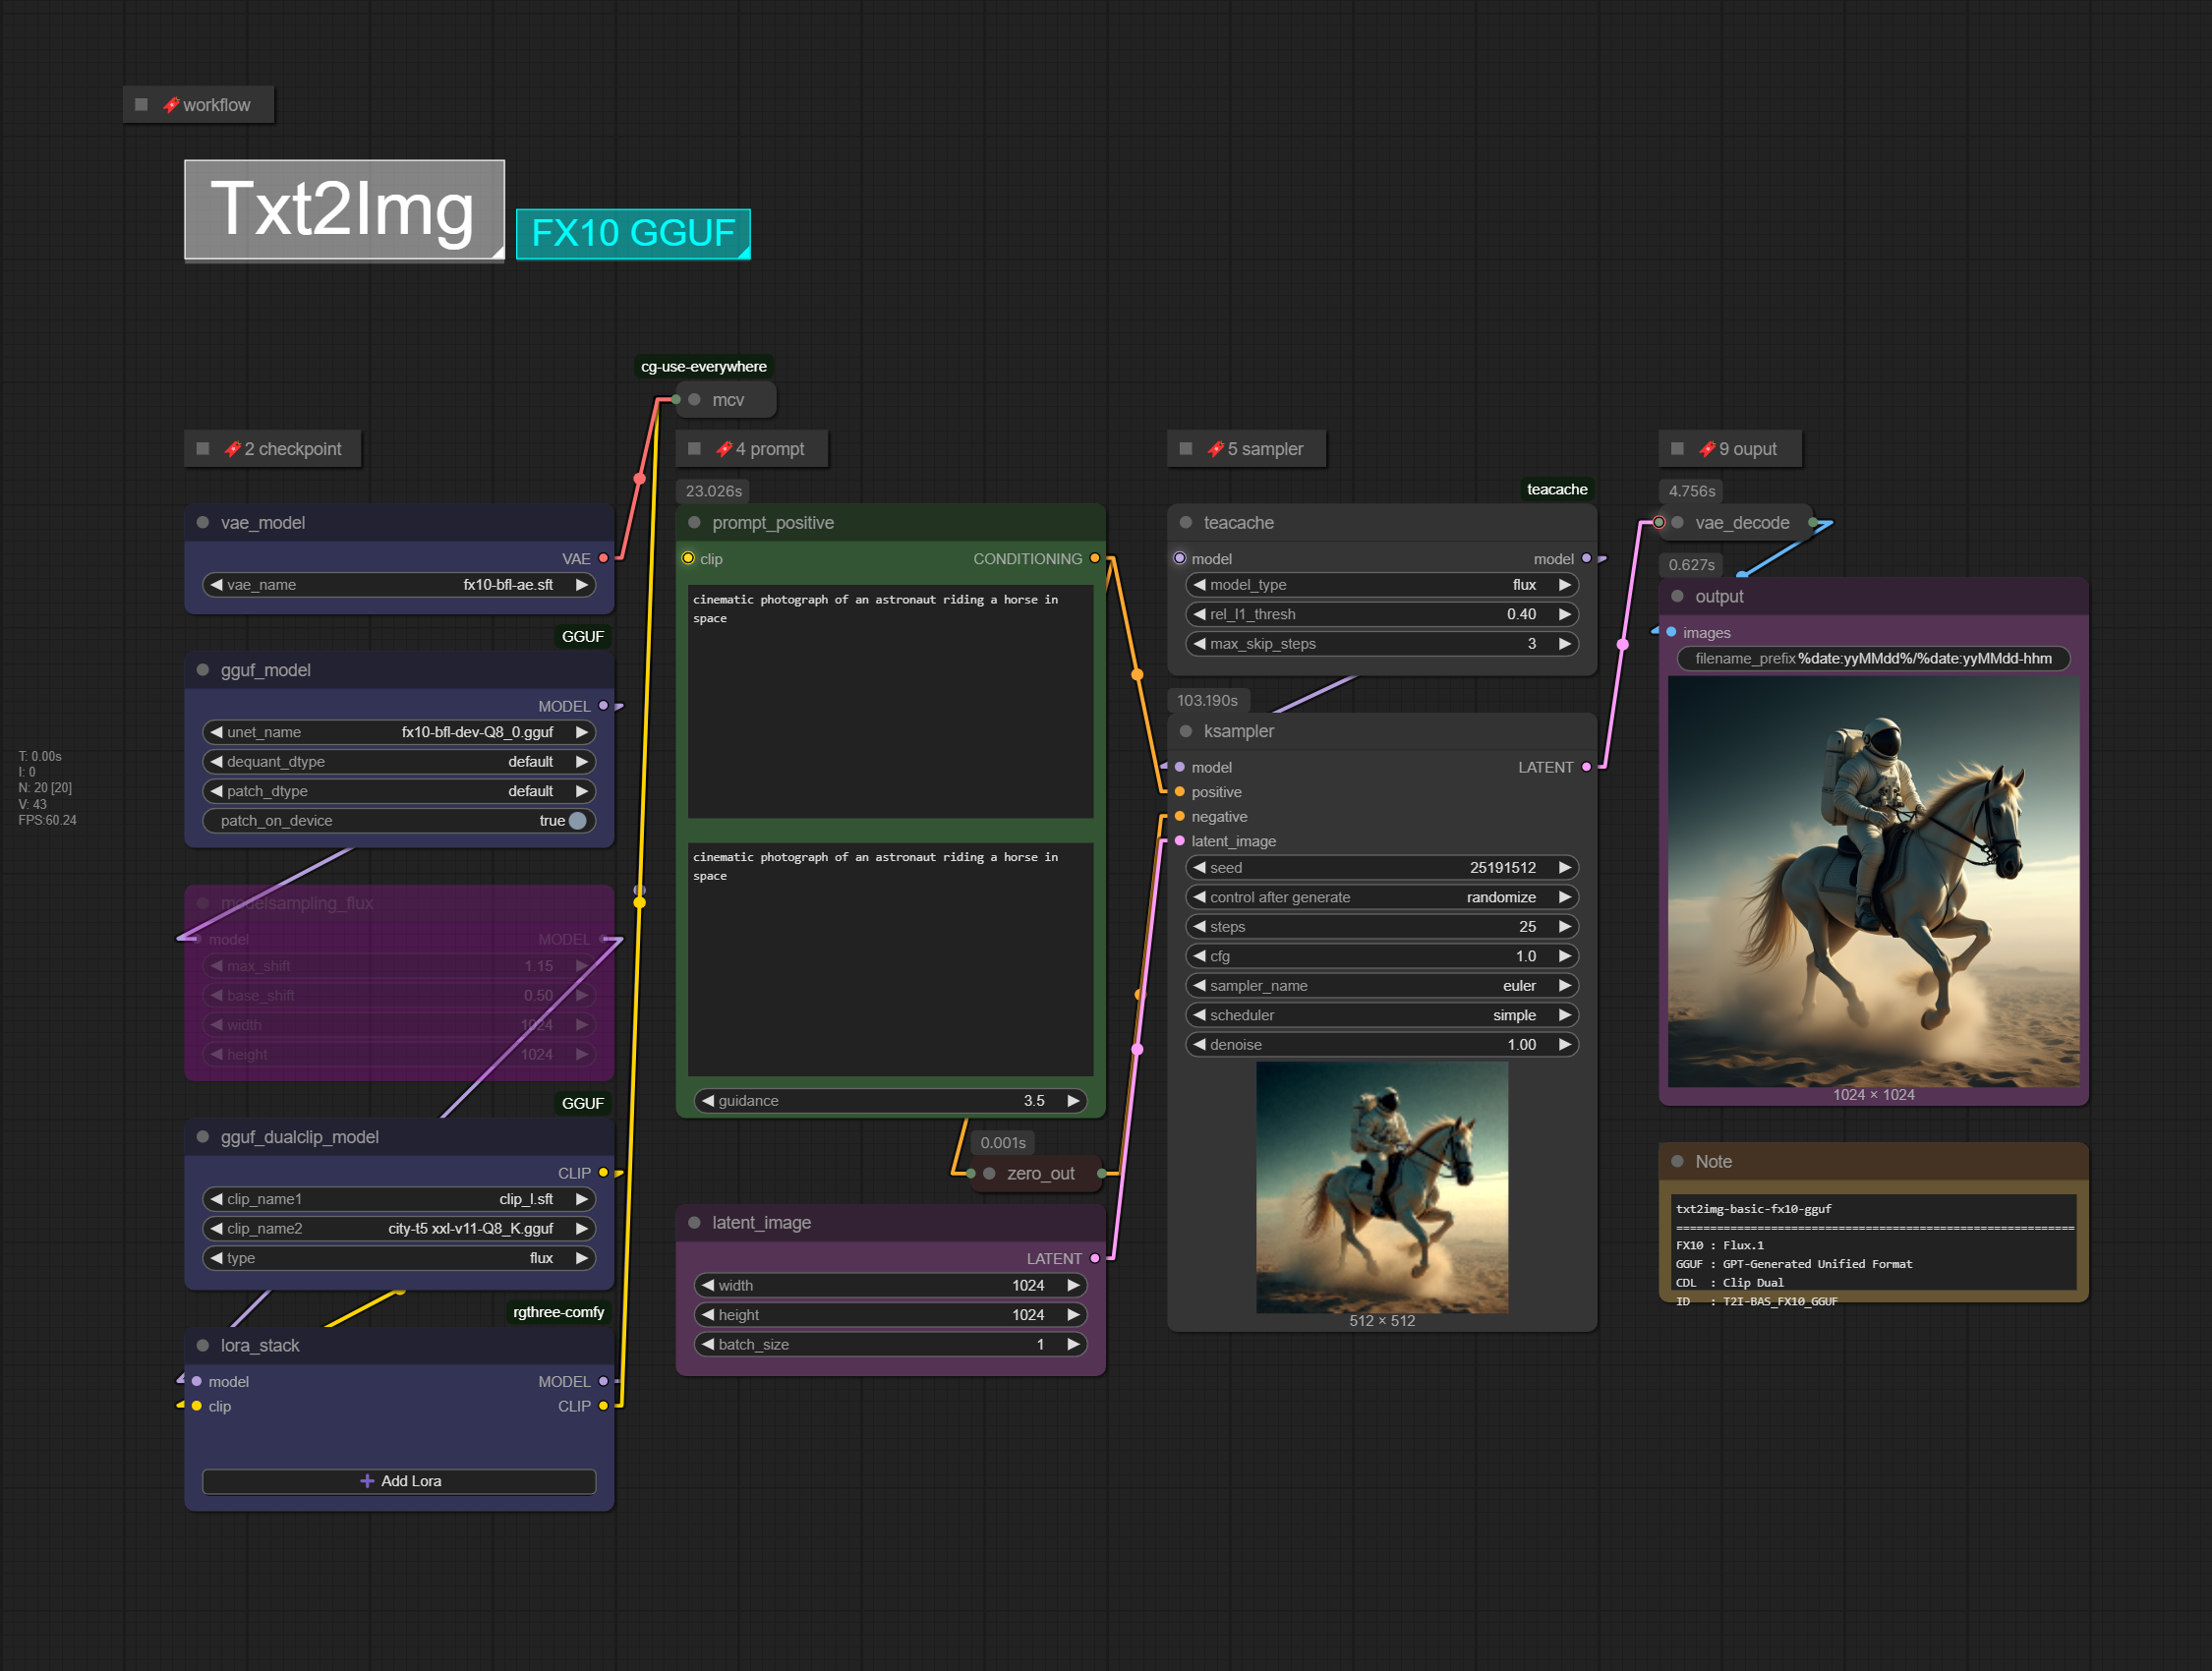 workflow
Txt2Img
FX10 GGUF
cg-use-everywhere
mcv
2 checkpoint
vae_model
VAE
vae_name fx10-bfl-ae.sft
GGUF
gguf_model
MODEL
unet_name fx10-bfl-dev-Q8_0.gguf
dequant_dtype default
patch_dtype default
patch_on_device true
T: 0.00s
I: 0
N: 20 [20]
V: 43
FPS:60.24
modelsampling_flux
model MODEL
max_shift 1.15
base_shift 0.50
width 1024
height 1024
GGUF
gguf_dualclip_model
CLIP
clip_name1 clip_l.sft
clip_name2 city-t5 xxl-v11-Q8_K.gguf
type flux
rgthree-comfy
lora_stack
model MODEL
clip CLIP
Add Lora
4 prompt
23.026s
prompt_positive
clip CONDITIONING
cinematic photograph of an astronaut riding a horse in
space
cinematic photograph of an astronaut riding a horse in
space
guidance 3.5
0.001s
zero_out
latent_image
LATENT
width 1024
height 1024
batch_size 1
5 sampler
teacache
teacache
model model
model_type flux
rel_l1_thresh 0.40
max_skip_steps 3
103.190s
ksampler
model LATENT
positive
negative
latent_image
seed 25191512
control after generate randomize
steps 25
cfg 1.0
sampler_name euler
scheduler simple
denoise 1.00
512 × 512
9 ouput
4.756s
vae_decode
0.627s
output
images
filename_prefix %date:yyMMdd%/%date:yyMMdd-hhm
1024 × 1024
Note
txt2img-basic-fx10-gguf
===========================================================
FX10 : Flux.1
GGUF : GPT-Generated Unified Format
CDL : Clip Dual
ID : T2I-BAS_FX10_GGUF